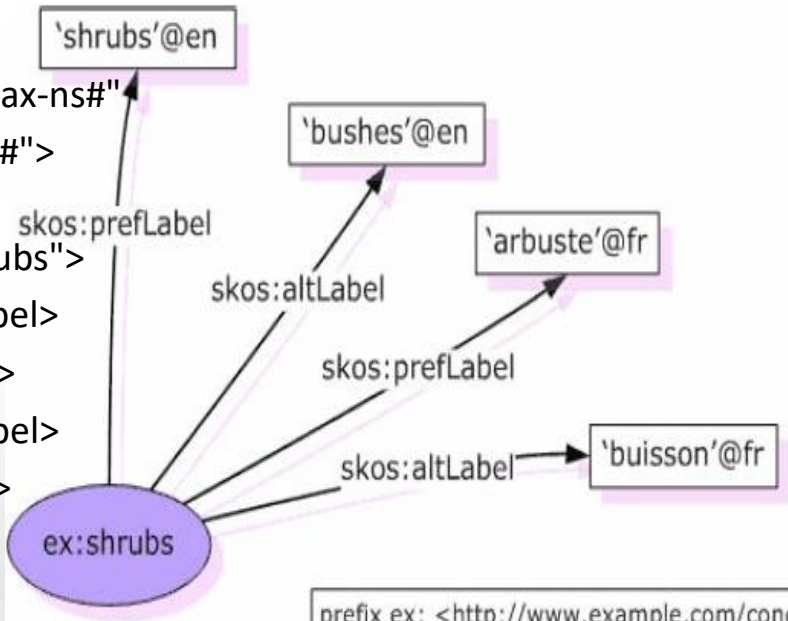 'shrubs'@en
ax-ns#"
'bushes'@en
#">
skos:prefLabel
'arbuste'@fr
ubs">
skos:altLabel
bel>
skos:prefLabel
>
bel>
'buisson'@fr
skos:altLabel
>
ex:shrubs
prefix ex: <http://www.example.com/conc